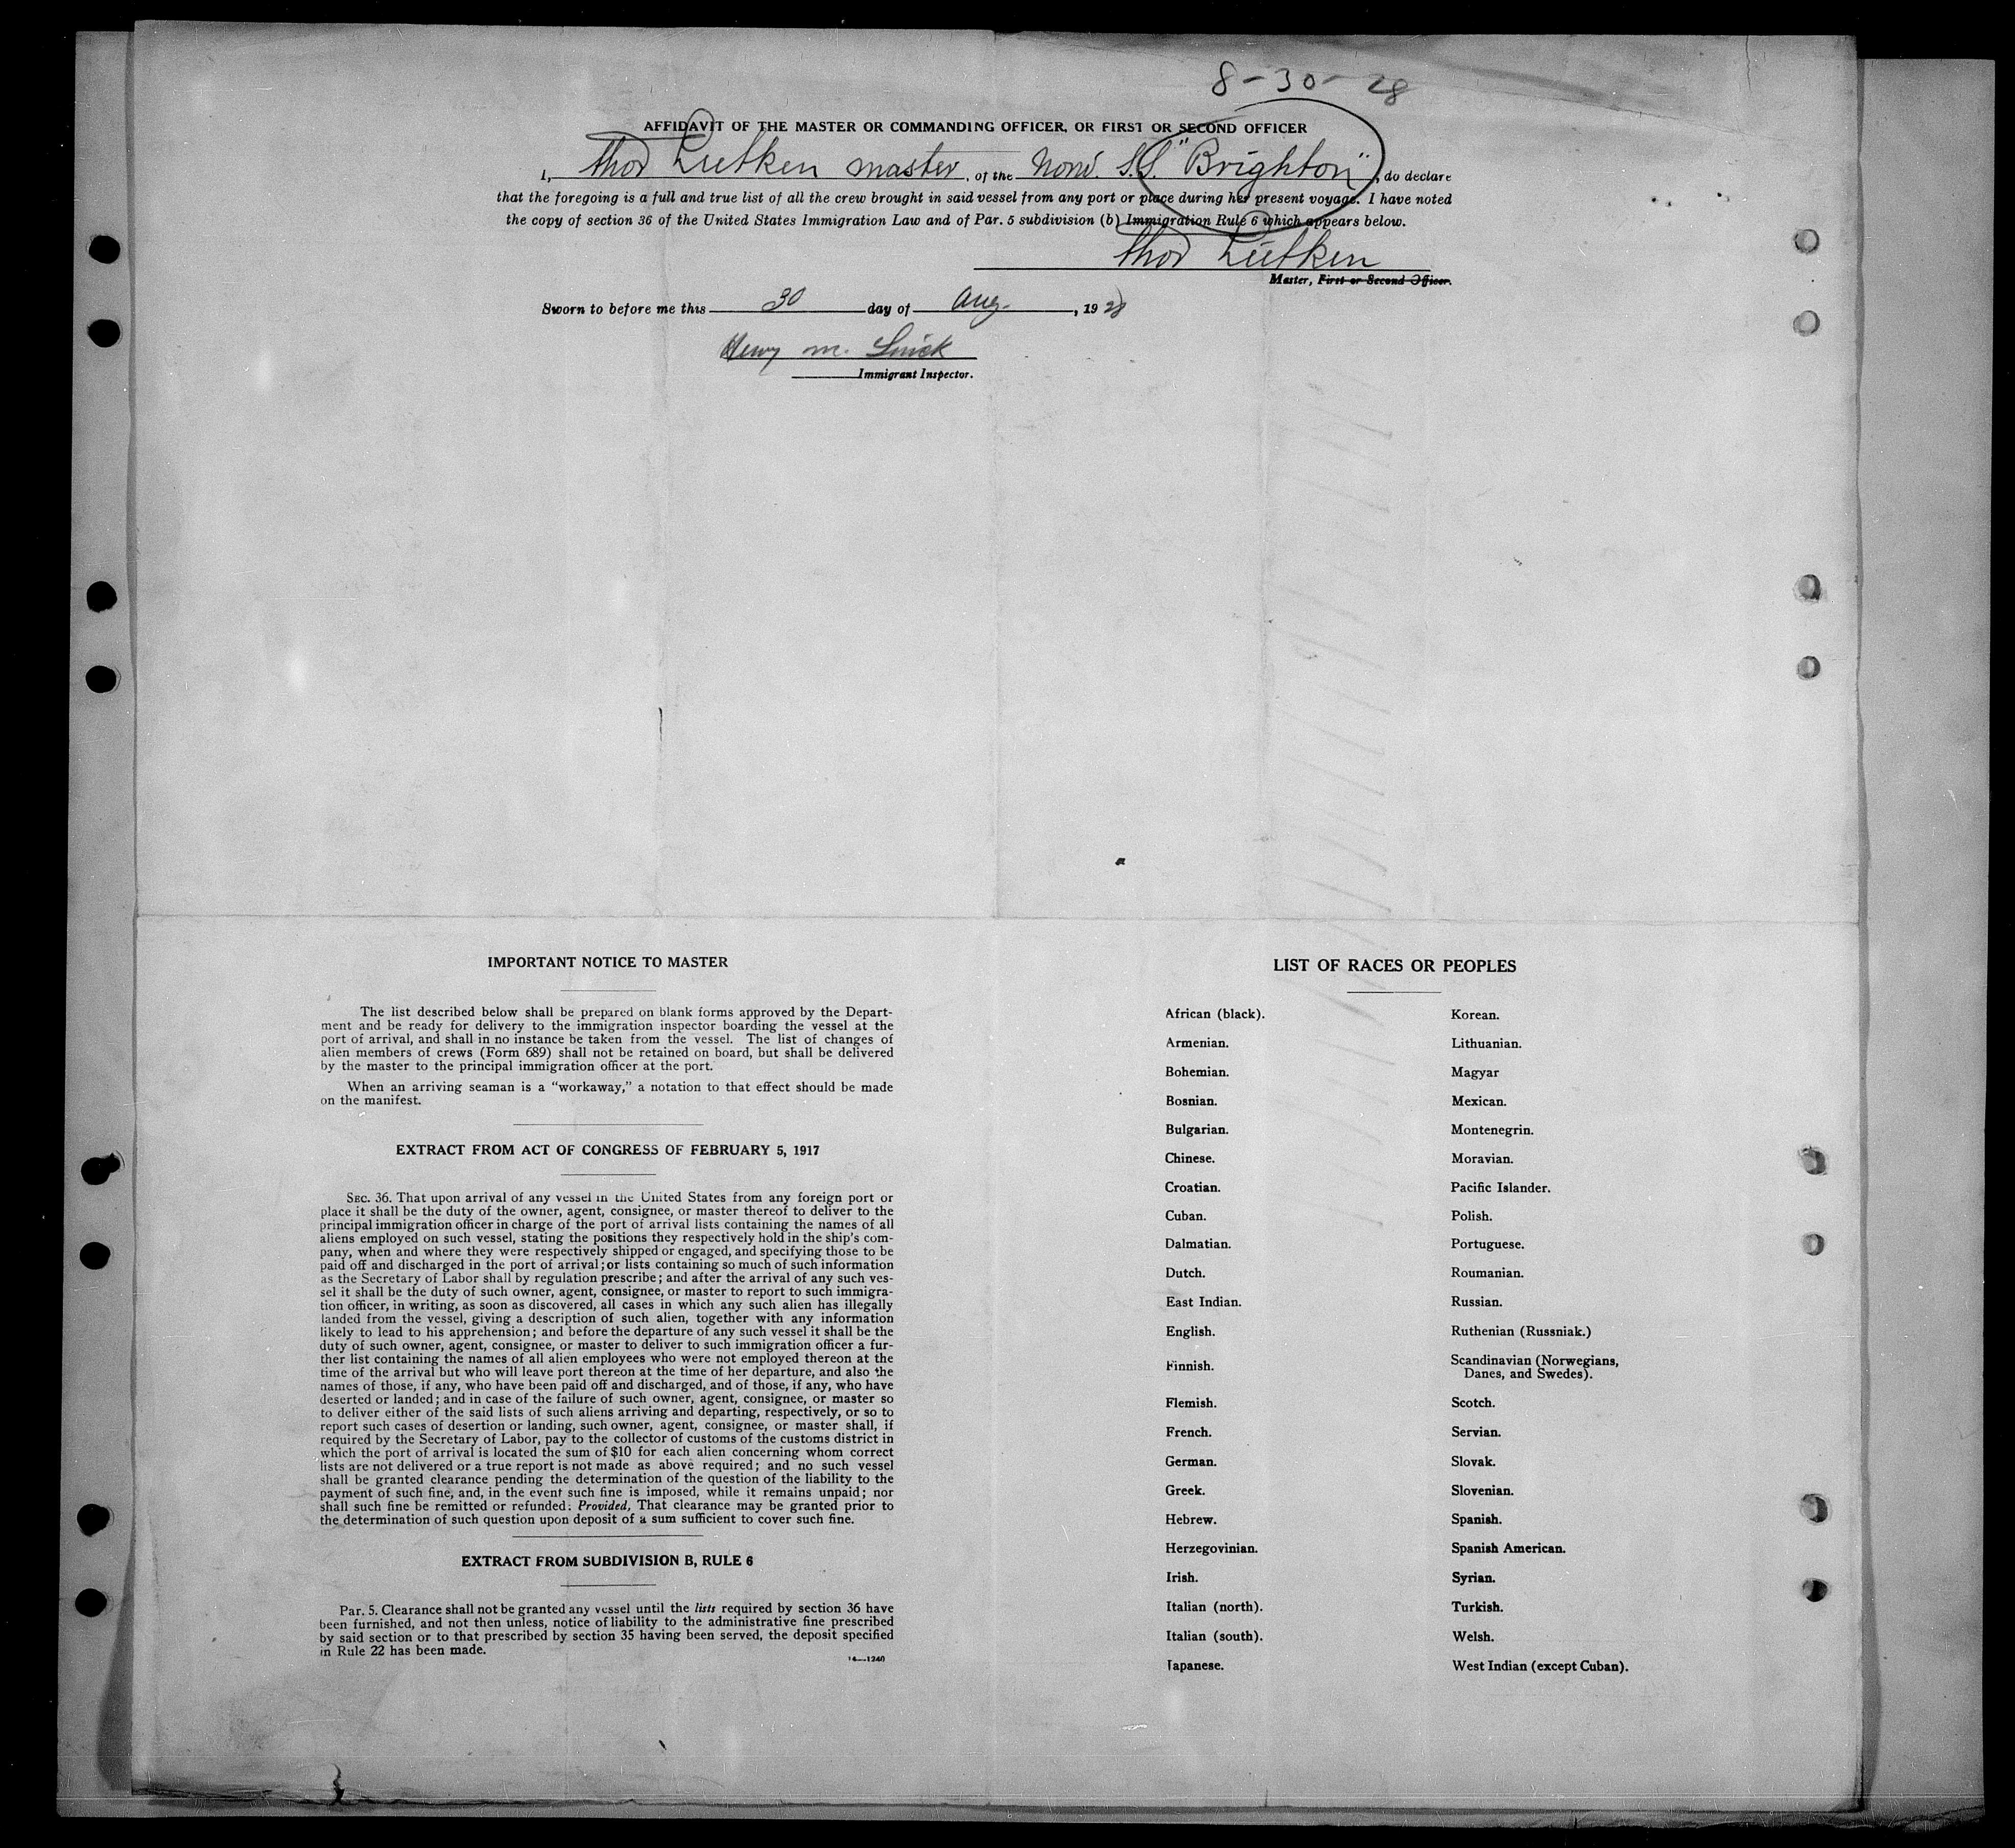 8-30-28
AFFIDAVIT OF THE MASTER OR COMMANDING OFFICER, OR FIRST OR SECOND OFFICER
I, Thor Lütken master, of the Norw. S.S. "Brighton", do declare
that the foregoing is a full and true list of all the crew brought in said vessel from any port or place during her present voyage. I have noted
the copy of section 36 of the United States Immigration Law and of Par. 5 subdivision (b) Immigration Rule 6 which appears below.
Thor Lütken
Master, First or Second Officer.
Sworn to before me this 30 day of Aug., 1928
Henry M.
Immigrant Inspector.
IMPORTANT NOTICE TO MASTER
The list described below shall be prepared on blank forms approved by the Depart-
ment and be ready for delivery to the immigration inspector boarding the vessel at the
port of arrival, and shall in no instance be taken from the vessel. The list of changes of
alien members of crews (Form 689) shall not be retained on board, but shall be delivered
by the master to the principal immigration officer at the port.
When an arriving seaman is a "workaway," a notation to that effect should be made
on the manifest.
EXTRACT FROM ACT OF CONGRESS OF FEBRUARY 5, 1917
SEC. 36. That upon arrival of any vessel in the United States from any foreign port or
place it shall be the duty of the owner, agent, consignee, or master thereof to deliver to the
principal immigration officer in charge of the port of arrival lists containing the names of all
aliens employed on such vessel, stating the positions they respectively hold in the ship's com-
pany, when and where they were respectively shipped or engaged, and specifying those to be
paid off and discharged in the port of arrival; or lists containing so much of such information
as the Secretary of Labor shall by regulation prescribe; and after the arrival of any such ves-
sel it shall be the duty of such owner, agent, consignee, or master to report to such immigra-
tion officer, in writing, as soon as discovered, all cases in which any such alien has illegally
landed from the vessel, giving a description of such alien, together with any information
likely to lead to his apprehension; and before the departure of any such vessel it shall be the
duty of such owner, agent, consignee, or master to deliver to such immigration officer a fur-
ther list containing the names of all alien employees who were not employed thereon at the
time of the arrival but who will leave port thereon at the time of her departure, and also the
names of those, if any, who have been paid off and discharged, and of those, if any, who have
deserted or landed; and in case of the failure of such owner, agent, consignee, or master so
to deliver either of the said lists of such aliens arriving and departing, respectively, or so to
report such cases of desertion or landing, such owner, agent, consignee, or master shall, if
required by the Secretary of Labor, pay to the collector of customs of the customs district in
which the port of arrival is located the sum of $10 for each alien concerning whom correct
lists are not delivered or a true report is not made as above required; and no such vessel
shall be granted clearance pending the determination of the question of the liability to the
payment of such fine, and, in the event such fine is imposed, while it remains unpaid; nor
shall such fine be remitted or refunded: Provided, That clearance may be granted prior to
the determination of such question upon deposit of a sum sufficient to cover such fine.
EXTRACT FROM SUBDIVISION B, RULE 6
Par. 5. Clearance shall not be granted any vessel until the lists required by section 36 have
been furnished, and not then unless, notice of liability to the administrative fine prescribed
by said section or to that prescribed by section 35 having been served, the deposit specified
in Rule 22 has been made.
14—1240
LIST OF RACES OR PEOPLES
African (black).
Armenian.
Bohemian.
Bosnian.
Bulgarian.
Chinese.
Croatian.
Cuban.
Dalmatian.
Dutch.
East Indian.
English.
Finnish.
Flemish.
French.
German.
Greek.
Hebrew.
Herzegovinian.
Irish.
Italian (north).
Italian (south).
Japanese.
Korean.
Lithuanian.
Magyar
Mexican.
Montenegrin.
Moravian.
Pacific Islander.
Polish.
Portuguese.
Roumanian.
Russian.
Ruthenian (Russniak.)
Scandinavian (Norwegians,
Danes, and Swedes).
Scotch.
Servian.
Slovak.
Slovenian.
Spanish.
Spanish American.
Syrian.
Turkish.
Welsh.
West Indian (except Cuban).